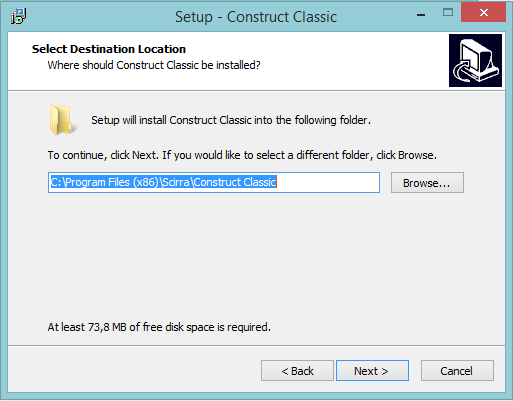 Setup - Construct Classic
Select Destination Location
Where should Construct Classic be installed?
Setup will install Construct Classic into the following folder.
To continue, click Next. If you would like to select a different folder, click Browse.
C:\Program Files (x86)\Scirra\Construct Classic
Browse...
At least 73,8 MB of free disk space is required.
< Back
Next >
Cancel